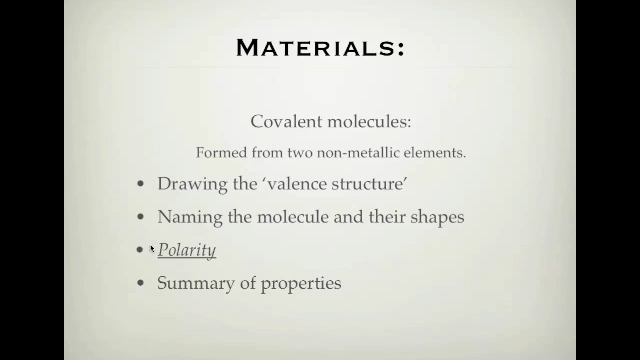 MATERIALS:
Covalent molecules:
Formed from two non-metallic elements.
• Drawing the ‘valence structure’
• Naming the molecule and their shapes
• Polarity
• Summary of properties